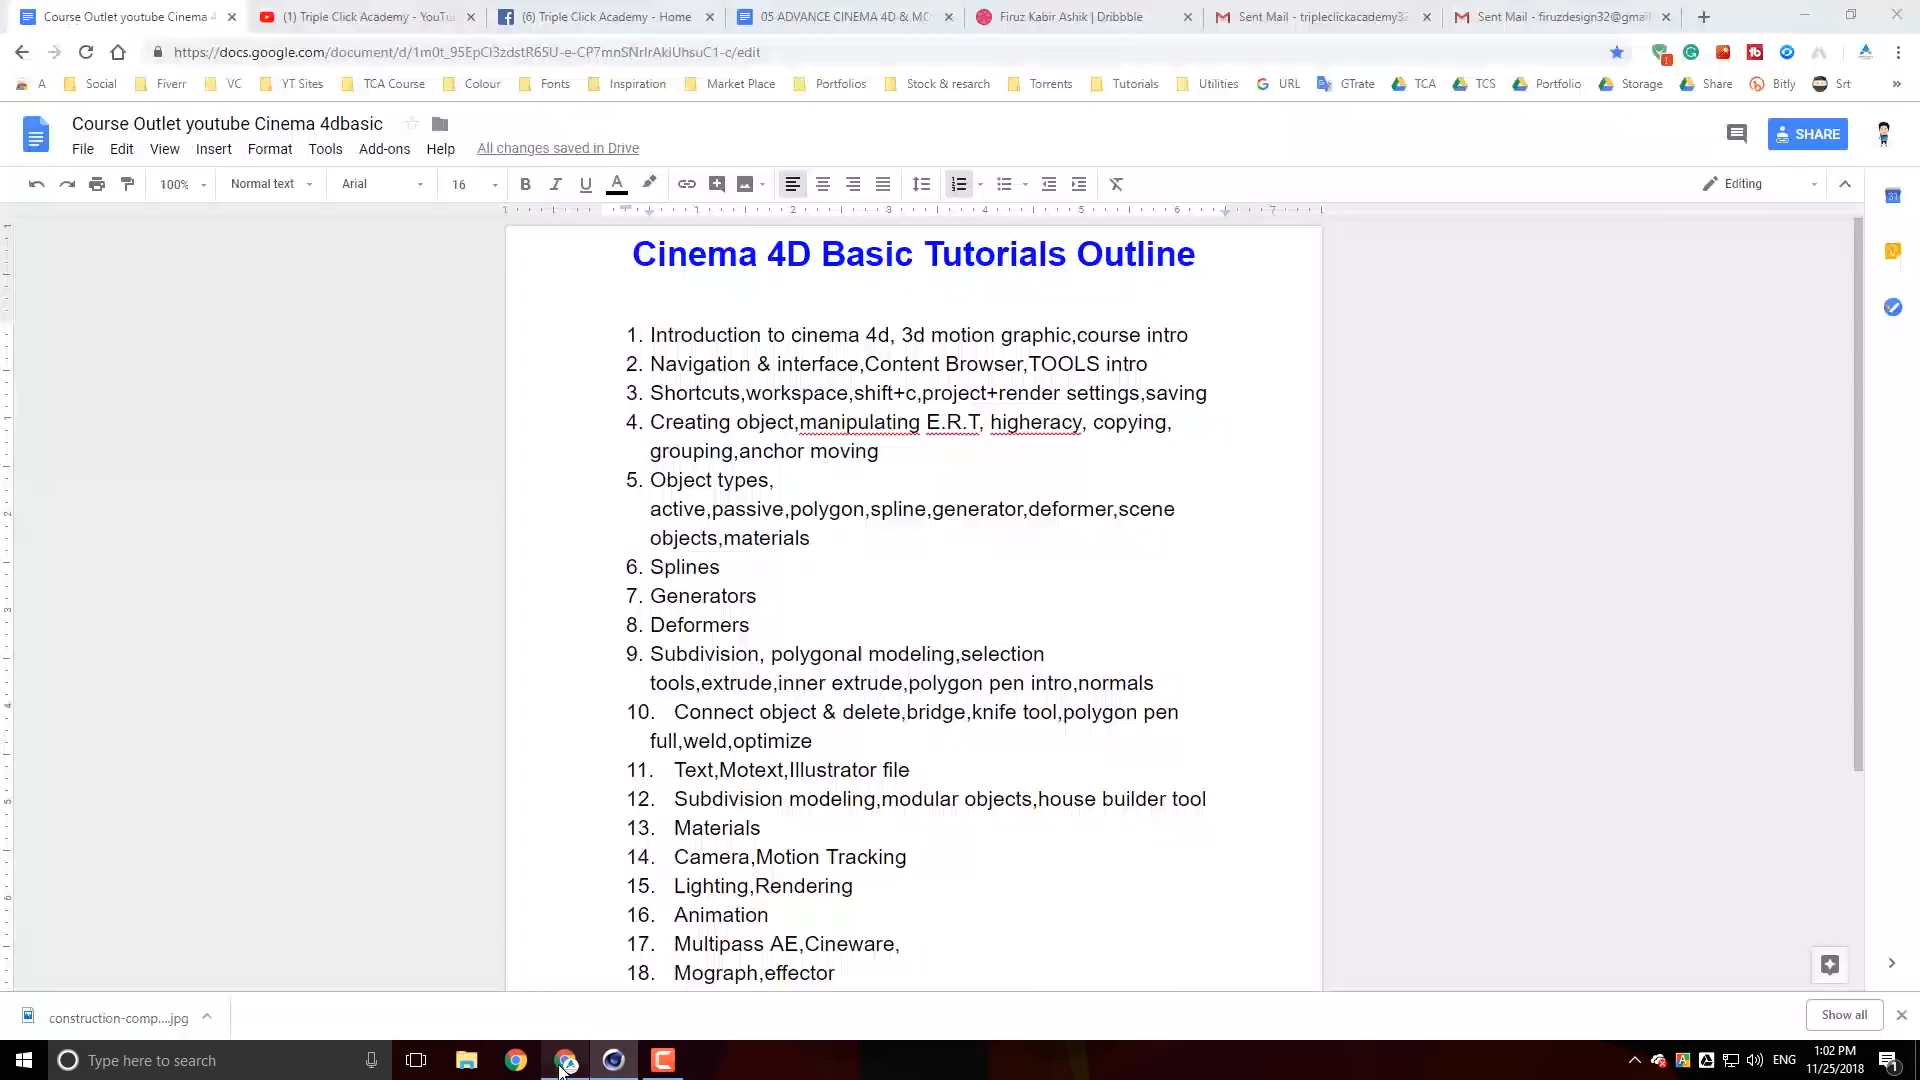 Course Outlet youtube Cinema 4
(1) Triple Click Academy - YouTu
(6) Triple Click Academy - Home
05 ADVANCE CINEMA 4D & MO
Firuz Kabir Ashik | Dribbble
Sent Mail - tripleclickacademy32
Sent Mail - firuzdesign32@gmail
https://docs.google.com/document/d/1m0t_95EpCi3zdstR65U-e-CP7mnSNrIrAkiUhsuC1-c/edit
A Social Fiverr VC YT Sites TCA Course Colour Fonts Inspiration Market Place Portfolios Stock & resarch Torrents Tutorials Utilities URL GTrate TCA TCS Portfolio Storage Share Bitly Srt »
Course Outlet youtube Cinema 4dbasic
SHARE
File Edit View Insert Format Tools Add-ons Help All changes saved in Drive
100% Normal text Arial 16 Editing
1 1 2 3 4 5 6 7
Cinema 4D Basic Tutorials Outline
1. Introduction to cinema 4d, 3d motion graphic,course intro
2. Navigation & interface,Content Browser,TOOLS intro
3. Shortcuts,workspace,shift+c,project+render settings,saving
4. Creating object,manipulating E.R.T, higheracy, copying,
grouping,anchor moving
5. Object types,
active,passive,polygon,spline,generator,deformer,scene
objects,materials
6. Splines
7. Generators
8. Deformers
9. Subdivision, polygonal modeling,selection
tools,extrude,inner extrude,polygon pen intro,normals
10. Connect object & delete,bridge,knife tool,polygon pen
full,weld,optimize
11. Text,Motext,Illustrator file
12. Subdivision modeling,modular objects,house builder tool
13. Materials
14. Camera,Motion Tracking
15. Lighting,Rendering
16. Animation
17. Multipass AE,Cineware,
18. Mograph,effector
construction-comp....jpg
Show all
Type here to search
ENG
1:02 PM
11/25/2018